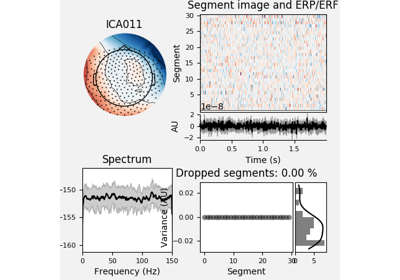 ICA011
Segment image and ERP/ERF
Segment
30
25
20
15
10
5
1e−8
AU
2
0
−2
0.0 0.5 1.0 1.5
Time (s)
Spectrum
−150
−155
−160
0 50 100 150
Frequency (Hz)
Dropped segments: 0.00 %
Variance (AU)
0.02
0.00
−0.02
0 10 20 30
Segment
5